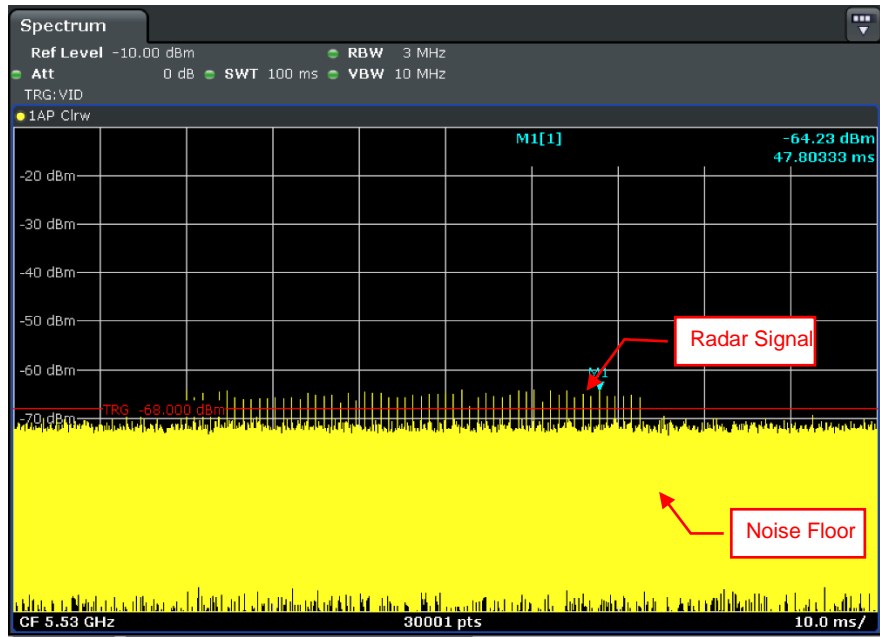 Spectrum
Ref Level -10.00 dBm RBW 3 MHz
Att 0 dB SWT 100 ms VBW 10 MHz
TRG:VID
1AP Clrw
M1[1] -64.23 dBm
47.80333 ms
-20 dBm
-30 dBm
-40 dBm
-50 dBm
Radar Signal
-60 dBm
M1
TRG -68.000 dBm
-70 dBm
Noise Floor
CF 5.53 GHz 30001 pts 10.0 ms/